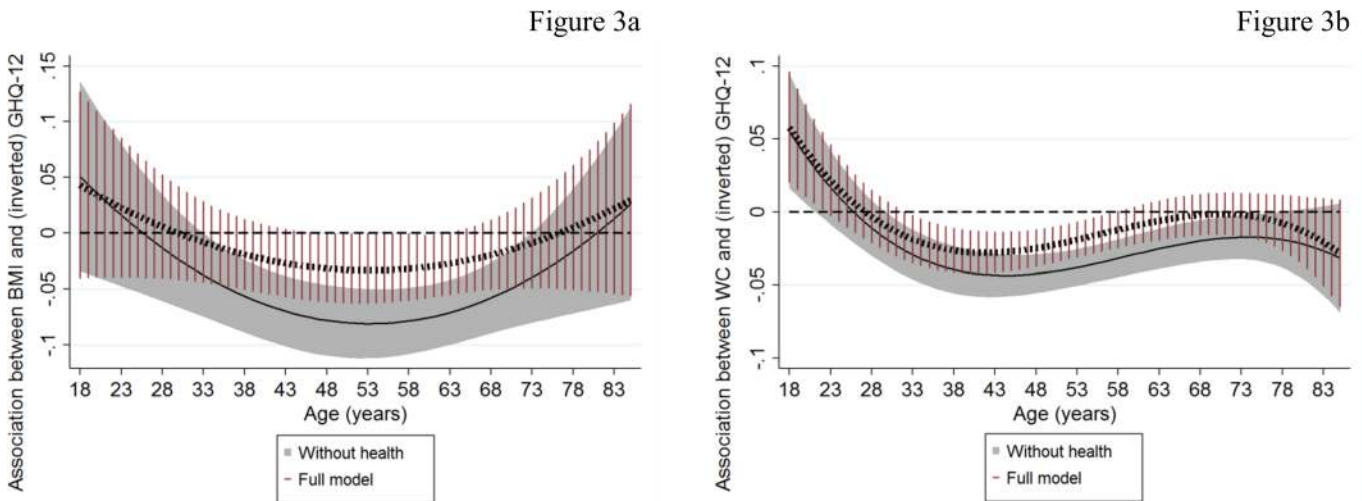 Figure 3a
Association between BMI and (inverted) GHQ-12
.15
.1
.05
0
-.05
-.1
18 23 28 33 38 43 48 53 58 63 68 73 78 83
Age (years)
Without health
Full model
Figure 3b
Association between WC and (inverted) GHQ-12
.1
.05
0
-.05
-.1
18 23 28 33 38 43 48 53 58 63 68 73 78 83
Age (years)
Without health
Full model